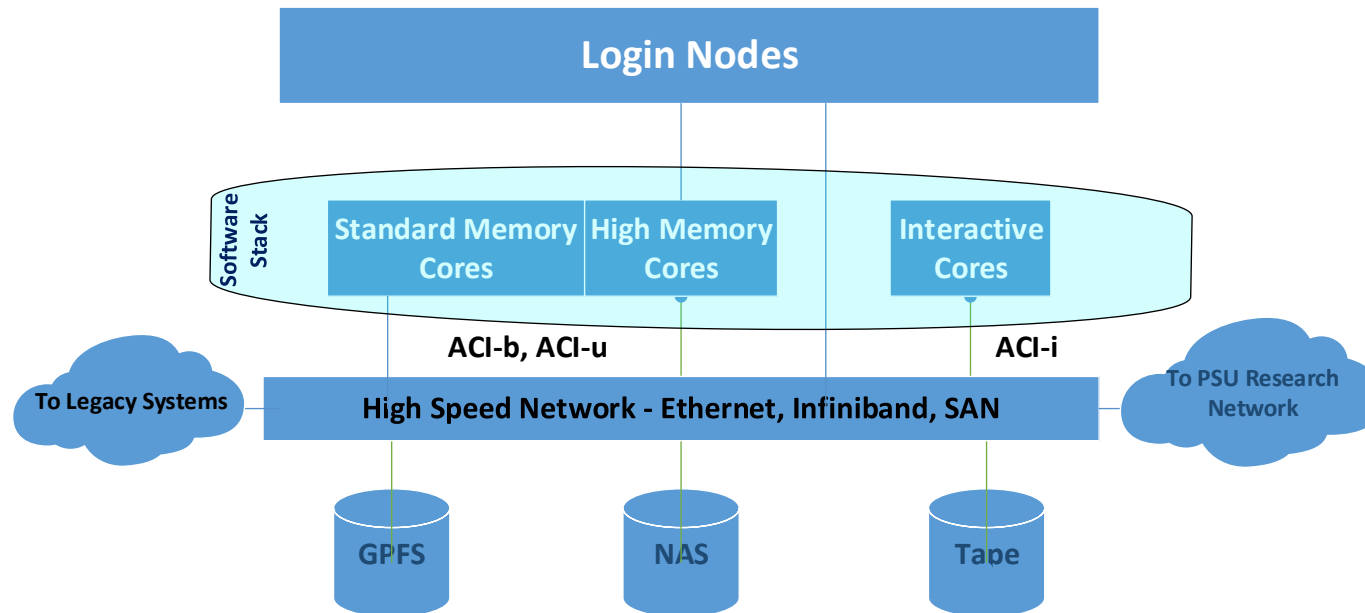 Login Nodes
Software
Stack
Standard Memory
Cores
High Memory
Cores
Interactive
Cores
ACI-b, ACI-u
ACI-i
To Legacy Systems
High Speed Network - Ethernet, Infiniband, SAN
To PSU Research
Network
GPFS
NAS
Tape